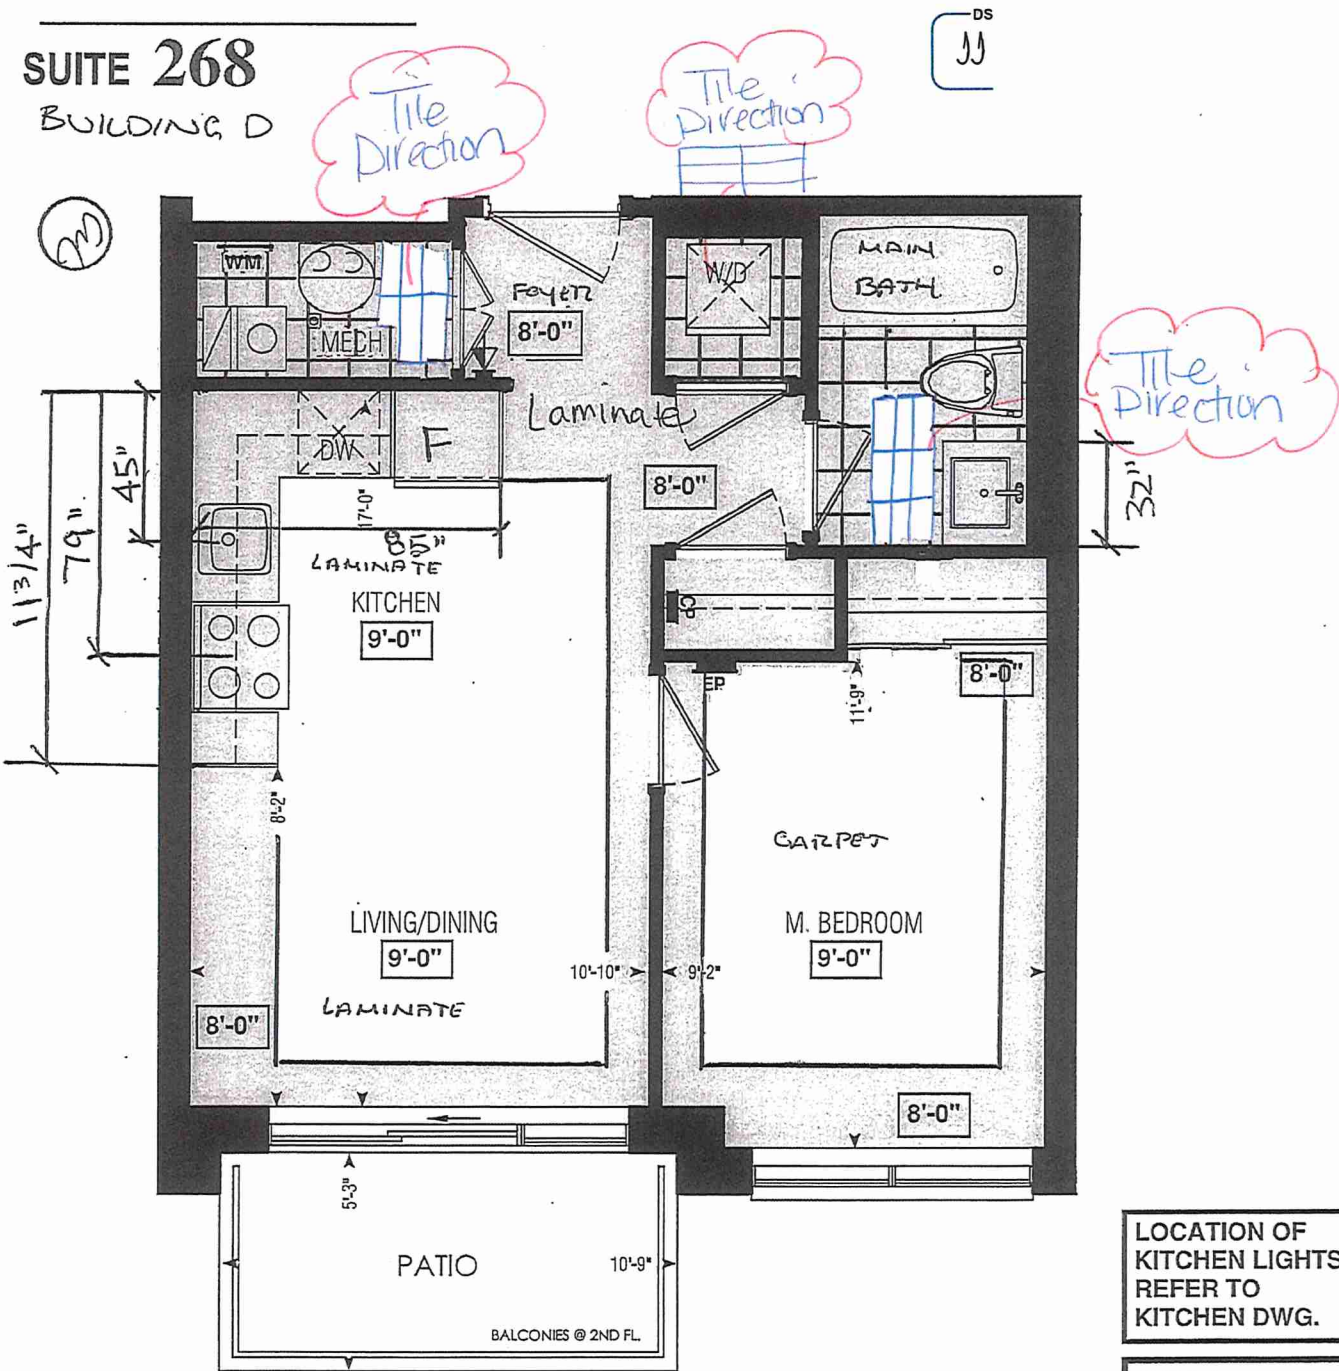 SUITE 268
BUILDING D
DS
JJ
Tile
Direction
Tile
Direction
WM
MECH
FOYER
8'-0"
W/D
MAIN
BATH
Tile
Direction
Laminate
DW
F
8'-0"
45"
79"
113 1/4"
32"
17'-0"
85"
LAMINATE
KITCHEN
9'-0"
CP
EP
8'-0"
11'-9"
8'-2"
CARPET
LIVING/DINING
9'-0"
M. BEDROOM
9'-0"
10'-10"
9'-2"
LAMINATE
8'-0"
8'-0"
5'-3"
PATIO
10'-9"
BALCONIES @ 2ND FL.
LOCATION OF
KITCHEN LIGHTS
REFER TO
KITCHEN DWG.